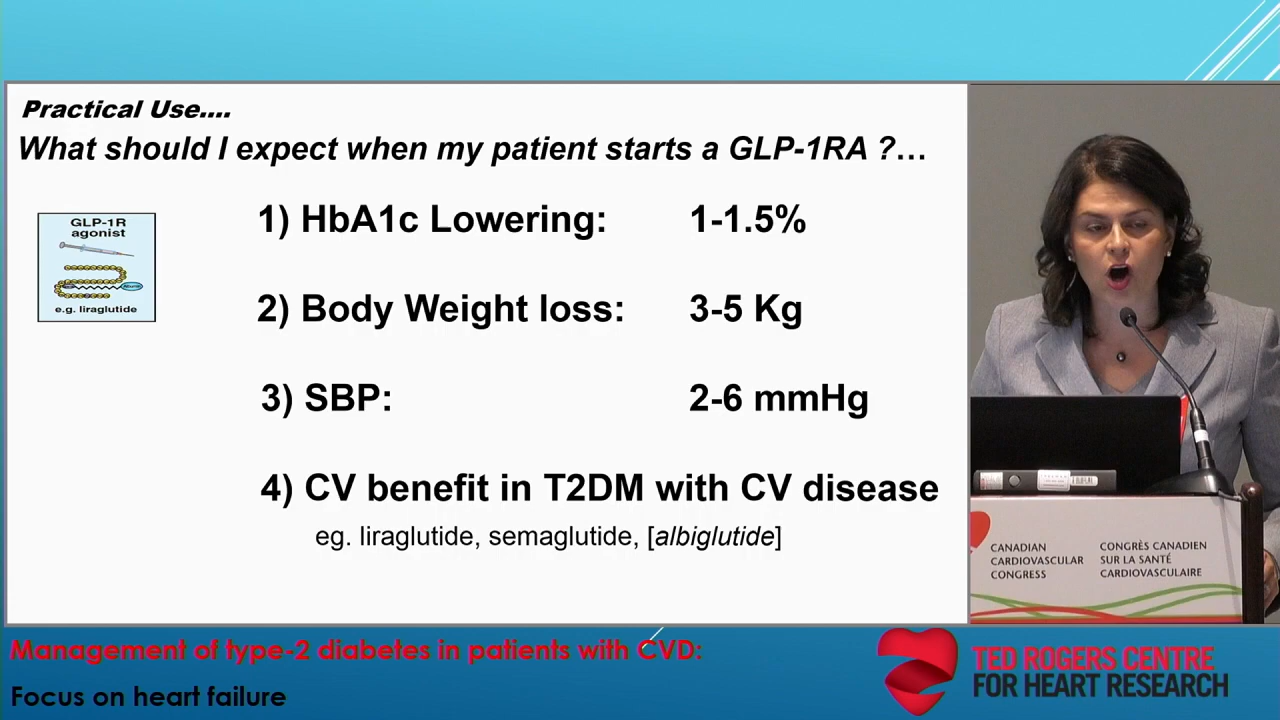 Practical Use....
What should I expect when my patient starts a GLP-1RA ?...
GLP-1R
agonist
e.g. liraglutide
1) HbA1c Lowering: 1-1.5%
2) Body Weight loss: 3-5 Kg
3) SBP: 2-6 mmHg
4) CV benefit in T2DM with CV disease
eg. liraglutide, semaglutide, [albiglutide]
CANADIAN
CARDIOVASCULAR
CONGRESS
CONGRÈS CANADIEN
SUR LA SANTÉ
CARDIOVASCULAIRE
Management of type-2 diabetes in patients with CVD:
Focus on heart failure
TED ROGERS CENTRE
FOR HEART RESEARCH